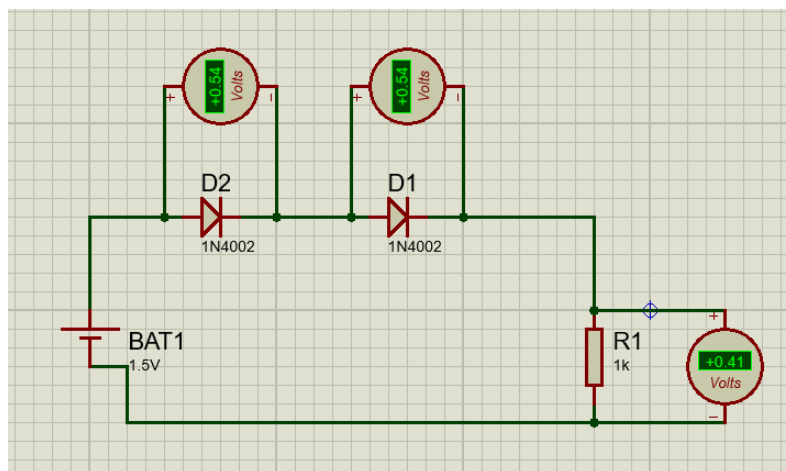 +0.54 Volts
+0.54 Volts
+ -
+ -
D2
D1
1N4002
1N4002
BAT1
1.5V
R1
1k
+
+0.41
Volts
-